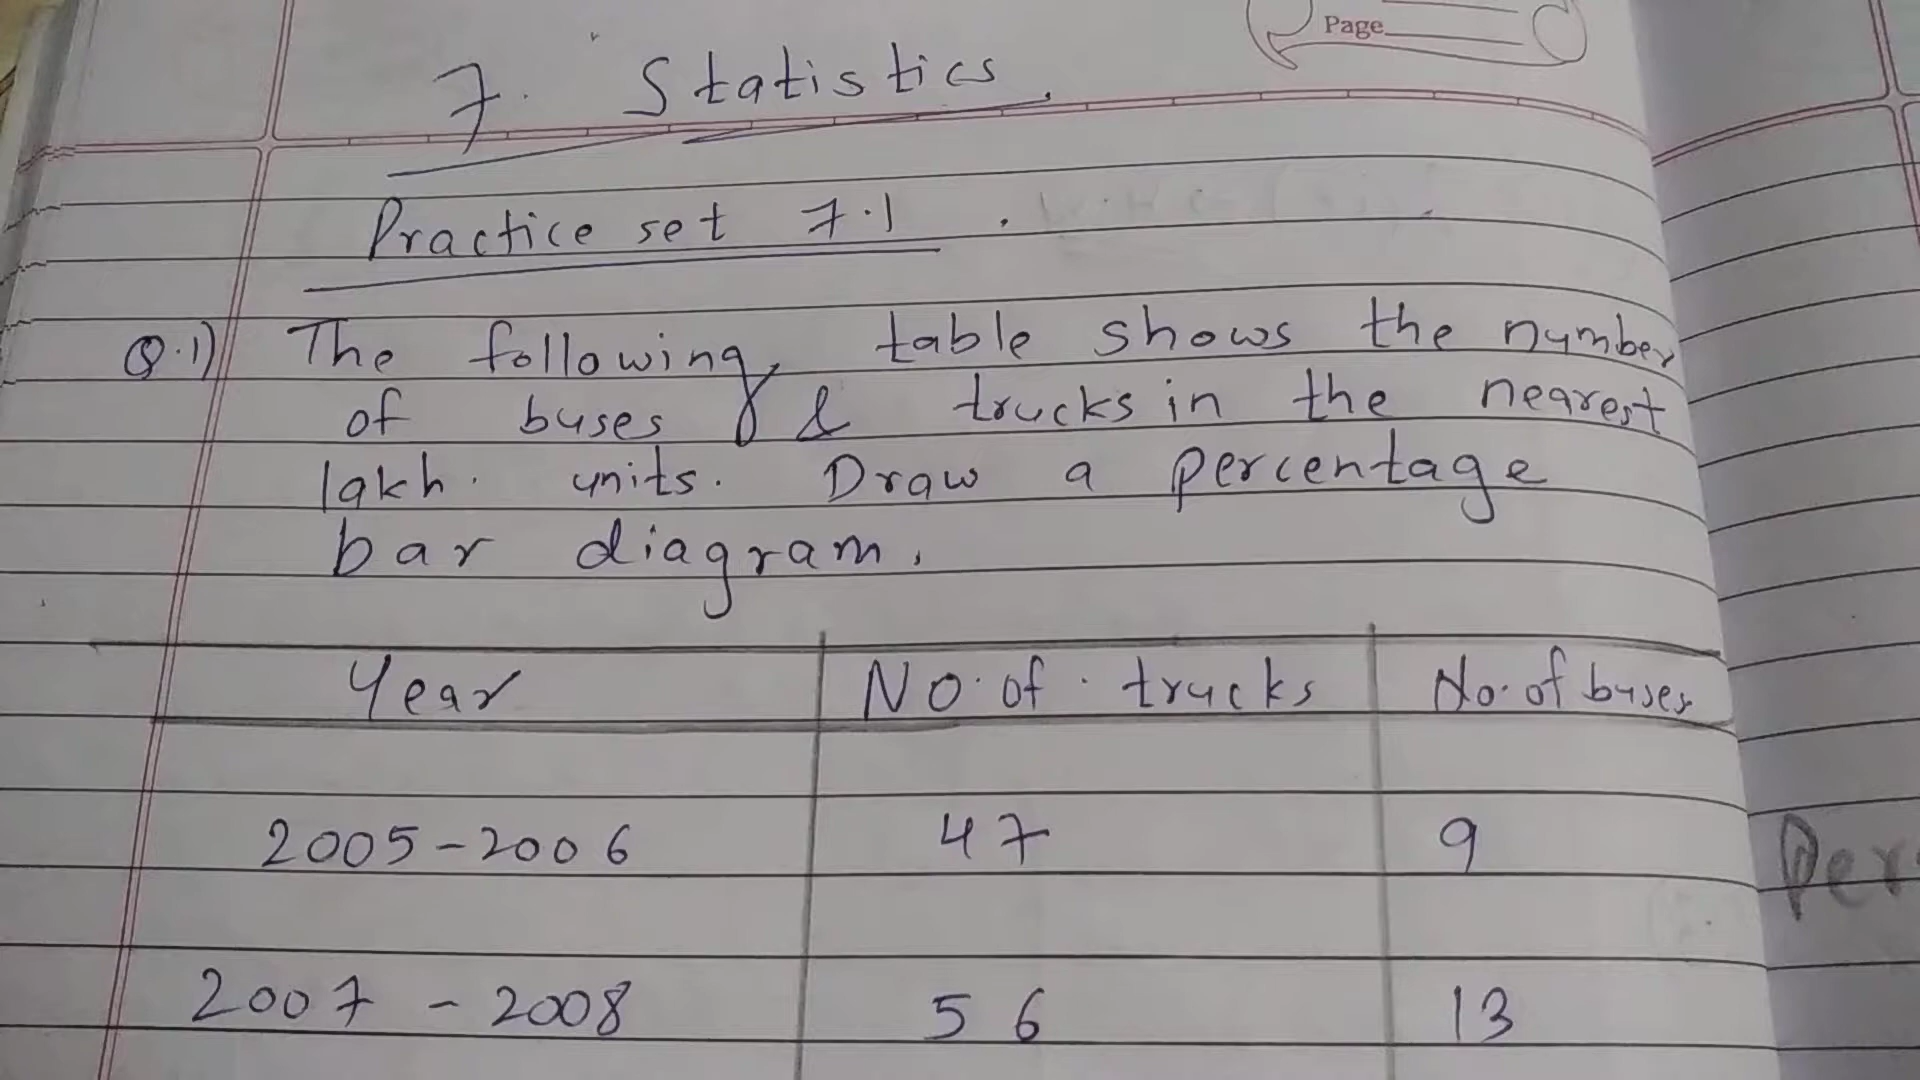 Page
7. Statistics.
Practice set 7.1
Q.1) The following table shows the number
of buses & trucks in the nearest
lakh. units. Draw a percentage
bar diagram.
Year No. of. trucks No. of buses
2005-2006 47 9
Per
2007 - 2008 56 13